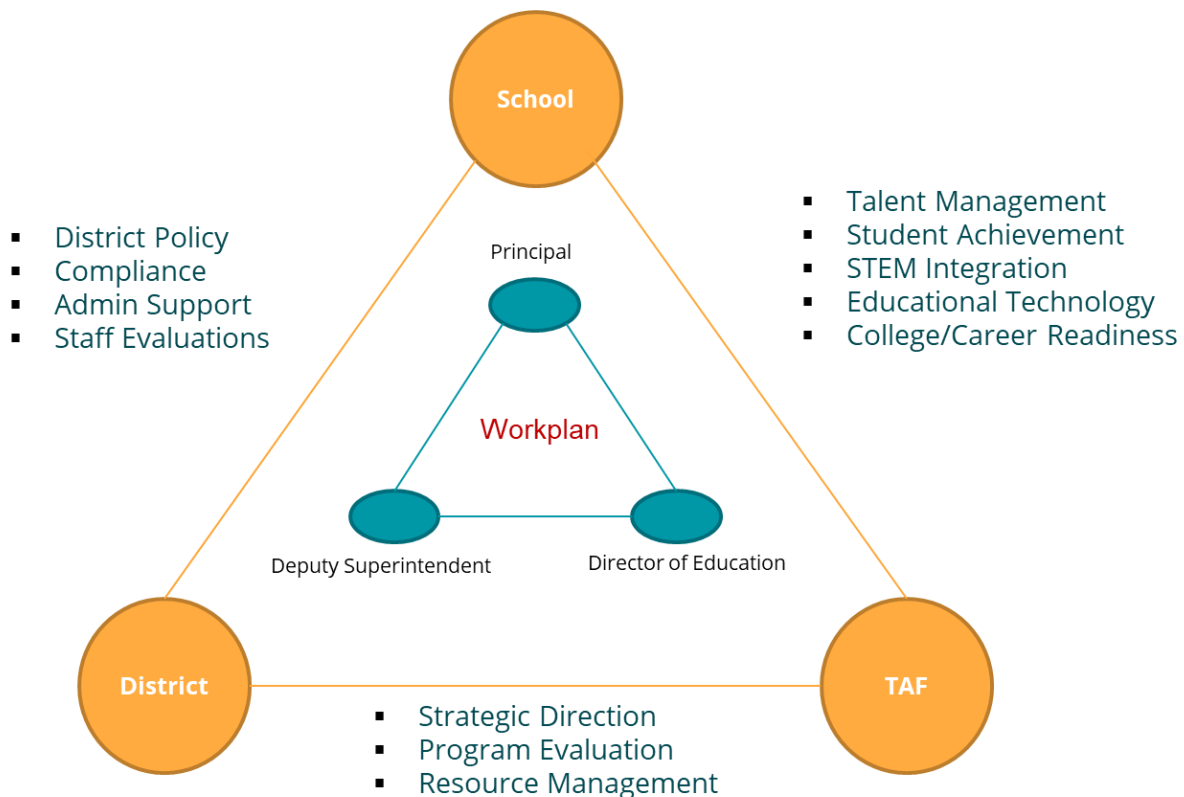 School
▪ District Policy
▪ Compliance
▪ Admin Support
▪ Staff Evaluations
▪ Talent Management
▪ Student Achievement
▪ STEM Integration
▪ Educational Technology
▪ College/Career Readiness
Principal
Workplan
Deputy Superintendent
Director of Education
District
TAF
▪ Strategic Direction
▪ Program Evaluation
▪ Resource Management